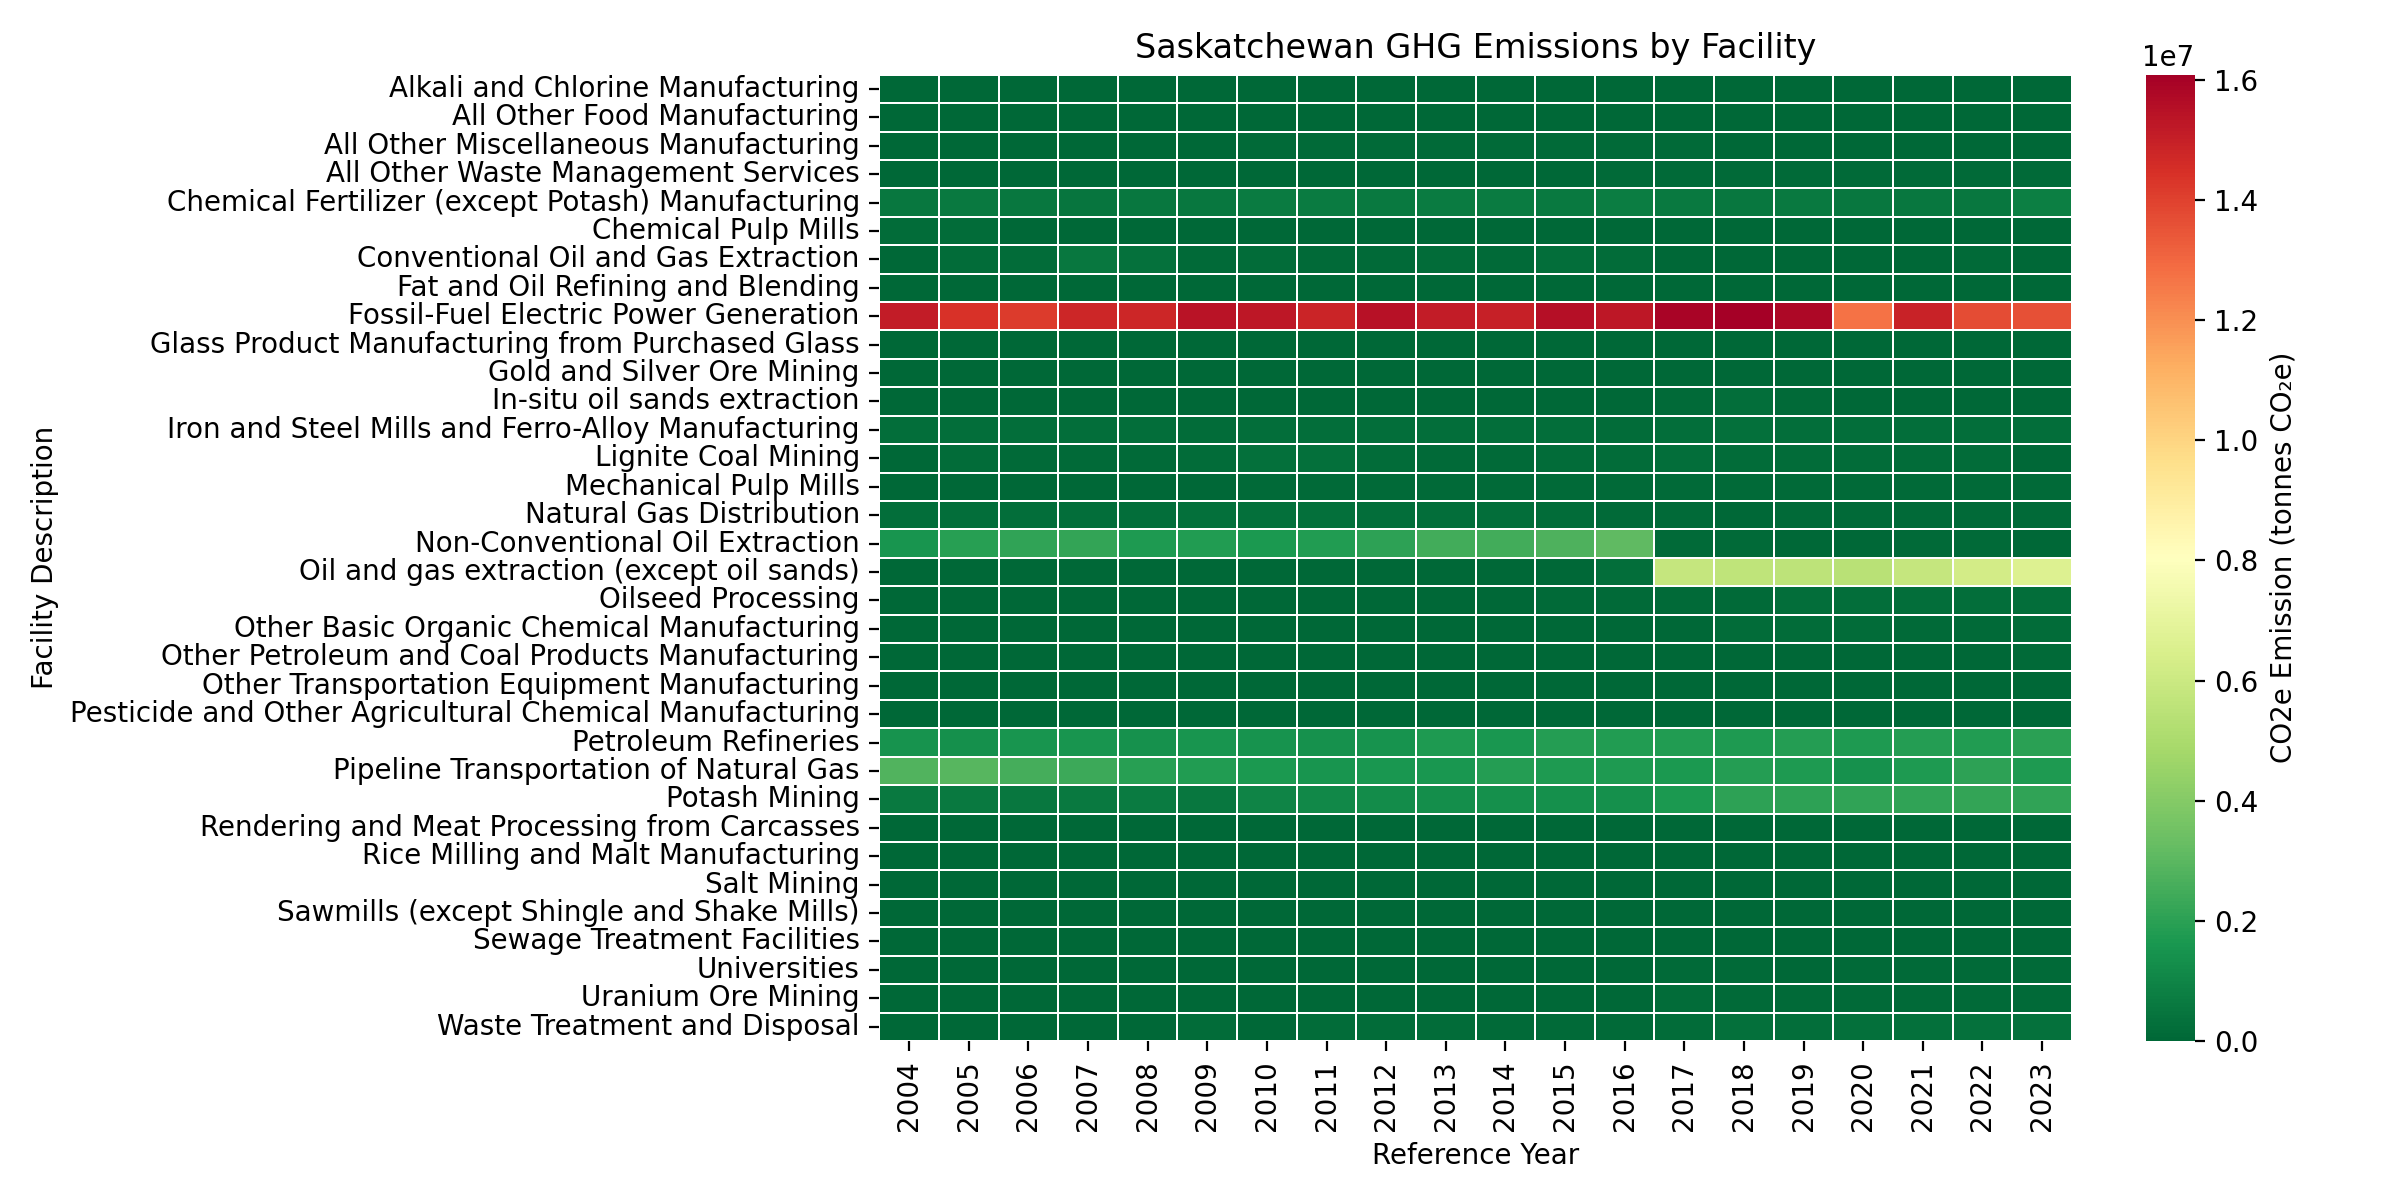 Saskatchewan GHG Emissions by Facility
Facility Description
Alkali and Chlorine Manufacturing
All Other Food Manufacturing
All Other Miscellaneous Manufacturing
All Other Waste Management Services
Chemical Fertilizer (except Potash) Manufacturing
Chemical Pulp Mills
Conventional Oil and Gas Extraction
Fat and Oil Refining and Blending
Fossil-Fuel Electric Power Generation
Glass Product Manufacturing from Purchased Glass
Gold and Silver Ore Mining
In-situ oil sands extraction
Iron and Steel Mills and Ferro-Alloy Manufacturing
Lignite Coal Mining
Mechanical Pulp Mills
Natural Gas Distribution
Non-Conventional Oil Extraction
Oil and gas extraction (except oil sands)
Oilseed Processing
Other Basic Organic Chemical Manufacturing
Other Petroleum and Coal Products Manufacturing
Other Transportation Equipment Manufacturing
Pesticide and Other Agricultural Chemical Manufacturing
Petroleum Refineries
Pipeline Transportation of Natural Gas
Potash Mining
Rendering and Meat Processing from Carcasses
Rice Milling and Malt Manufacturing
Salt Mining
Sawmills (except Shingle and Shake Mills)
Sewage Treatment Facilities
Universities
Uranium Ore Mining
Waste Treatment and Disposal
2004 2005 2006 2007 2008 2009 2010 2011 2012 2013 2014 2015 2016 2017 2018 2019 2020 2021 2022 2023
Reference Year
1e7
1.6
1.4
1.2
1.0
0.8
0.6
0.4
0.2
0.0
CO2e Emission (tonnes CO₂e)